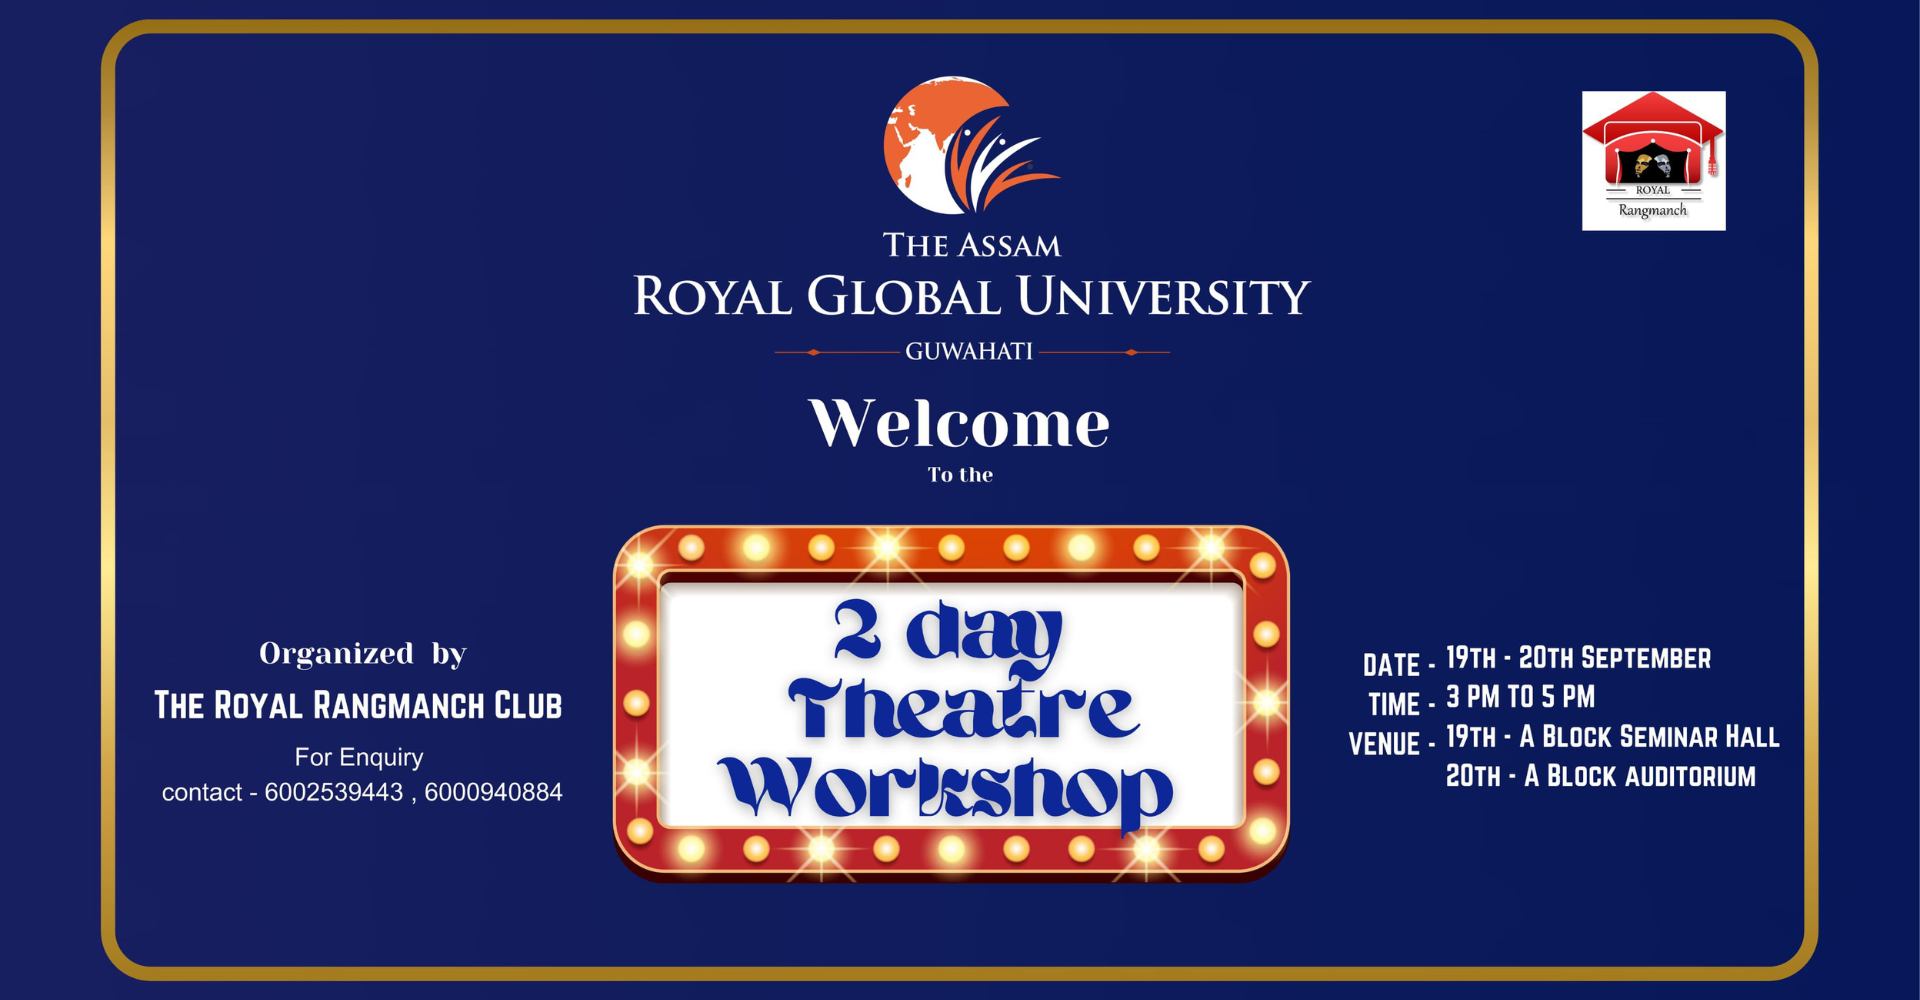 THE ASSAM
ROYAL GLOBAL UNIVERSITY
GUWAHATI
ROYAL
Rangmanch
Welcome
To the
2 day
Theatre
Workshop
Organized by
THE ROYAL RANGMANCH CLUB
For Enquiry
contact - 6002539443 , 6000940884
DATE - 19TH - 20TH SEPTEMBER
TIME - 3 PM TO 5 PM
VENUE - 19TH - A BLOCK SEMINAR HALL
20TH - A BLOCK AUDITORIUM